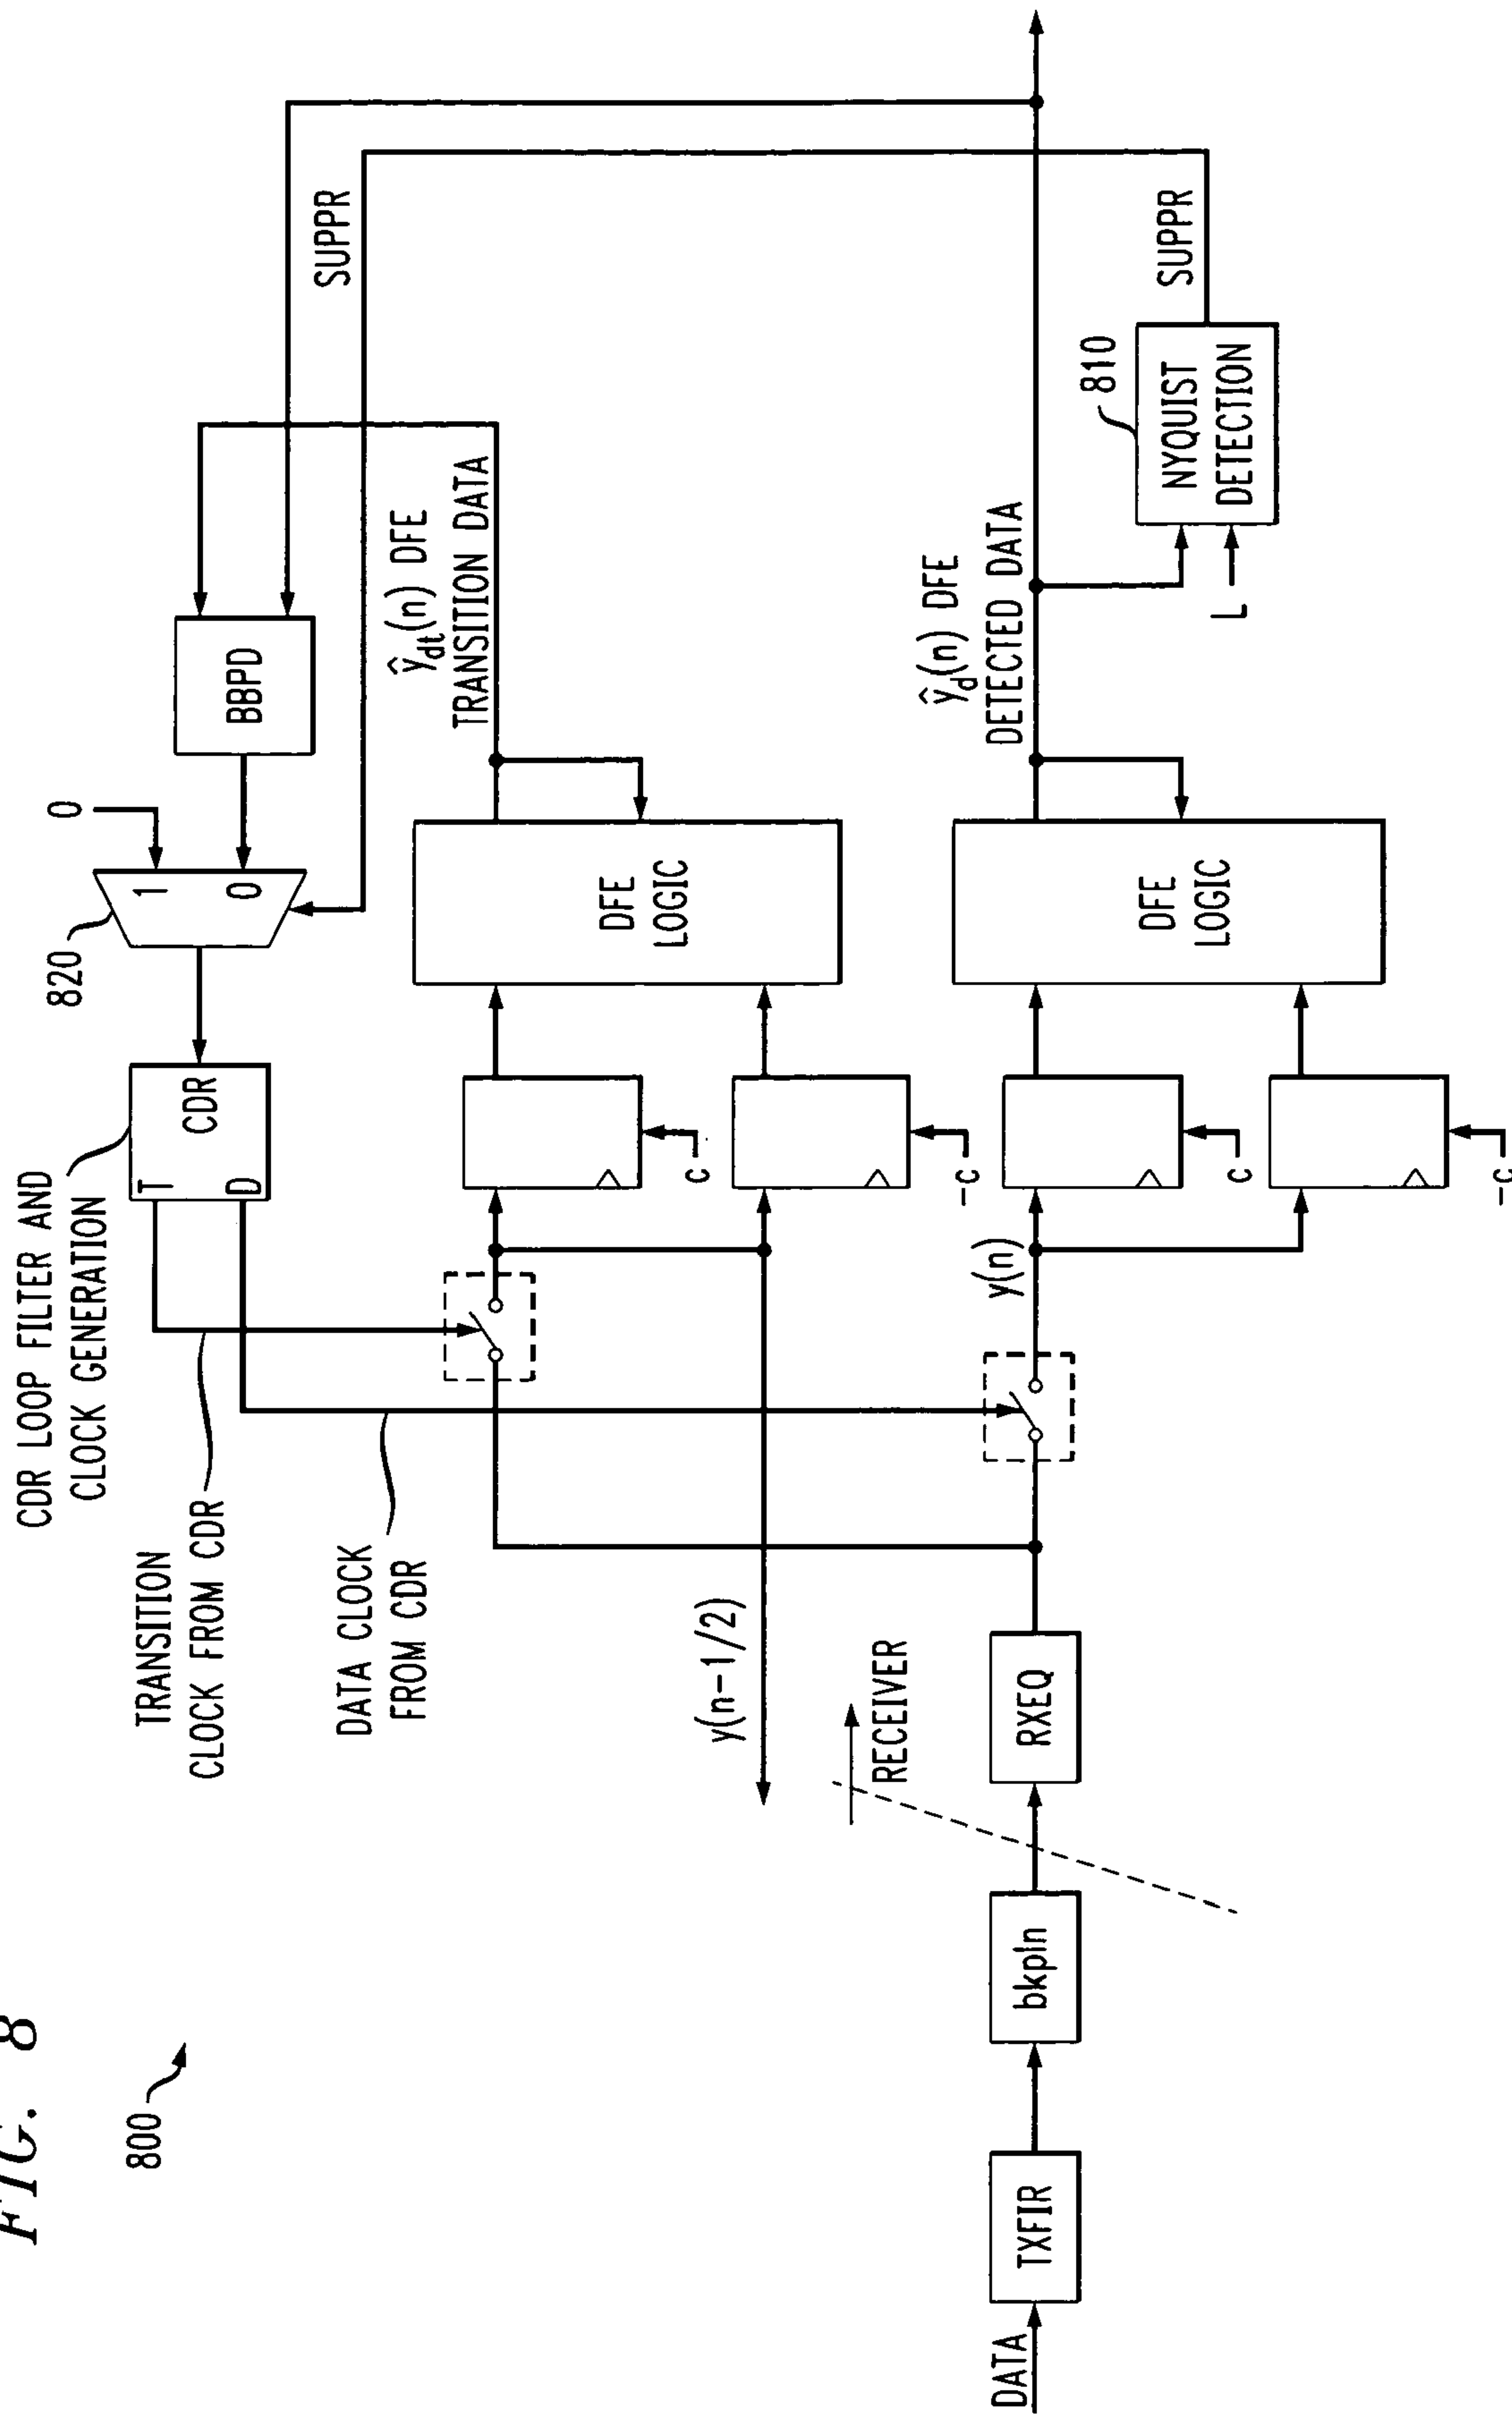 FIG. 8
800
CDR LOOP FILTER AND
CLOCK GENERATION
TRANSITION
CLOCK FROM CDR
DATA CLOCK
FROM CDR
T
D
CDR
820
1
0
0
BBPD
SUPPR
ŷdt(n) DFE
TRANSITION DATA
DFE
LOGIC
c
-c
y(n-1/2)
RECEIVER
DATA
TXFIR
bkpln
RXEQ
y(n)
c
-c
DFE
LOGIC
ŷd(n) DFE
DETECTED DATA
L
NYQUIST
DETECTION
810
SUPPR